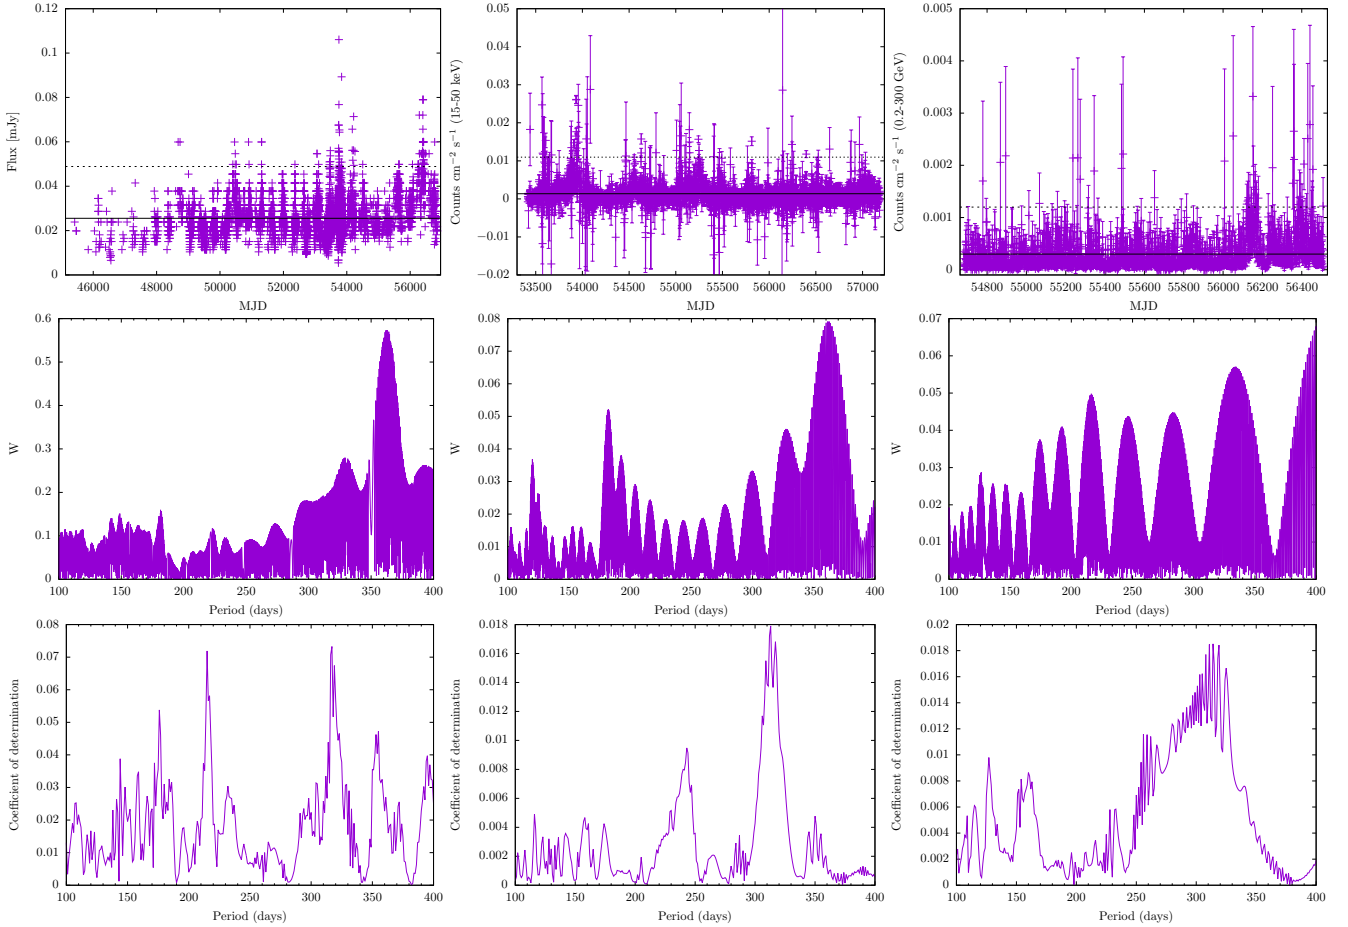 Flux [mJy]
0.12
0.1
0.08
0.06
0.04
0.02
0
46000 48000 50000 52000 54000 56000
MJD
Counts cm−2 s−1 (15-50 keV)
0.05
0.04
0.03
0.02
0.01
0
−0.01
−0.02
53500 54000 54500 55000 55500 56000 56500 57000
MJD
Counts cm−2 s−1 (0.2-300 GeV)
0.005
0.004
0.003
0.002
0.001
0
54800 55000 55200 55400 55600 55800 56000 56200 56400
MJD
W
0.6
0.5
0.4
0.3
0.2
0.1
0
100 150 200 250 300 350 400
Period (days)
W
0.08
0.07
0.06
0.05
0.04
0.03
0.02
0.01
0
100 150 200 250 300 350 400
Period (days)
W
0.07
0.06
0.05
0.04
0.03
0.02
0.01
0
100 150 200 250 300 350 400
Period (days)
Coefficient of determination
0.08
0.07
0.06
0.05
0.04
0.03
0.02
0.01
0
100 150 200 250 300 350 400
Period (days)
Coefficient of determination
0.018
0.016
0.014
0.012
0.01
0.008
0.006
0.004
0.002
0
100 150 200 250 300 350 400
Period (days)
Coefficient of determination
0.02
0.018
0.016
0.014
0.012
0.01
0.008
0.006
0.004
0.002
0
100 150 200 250 300 350 400
Period (days)